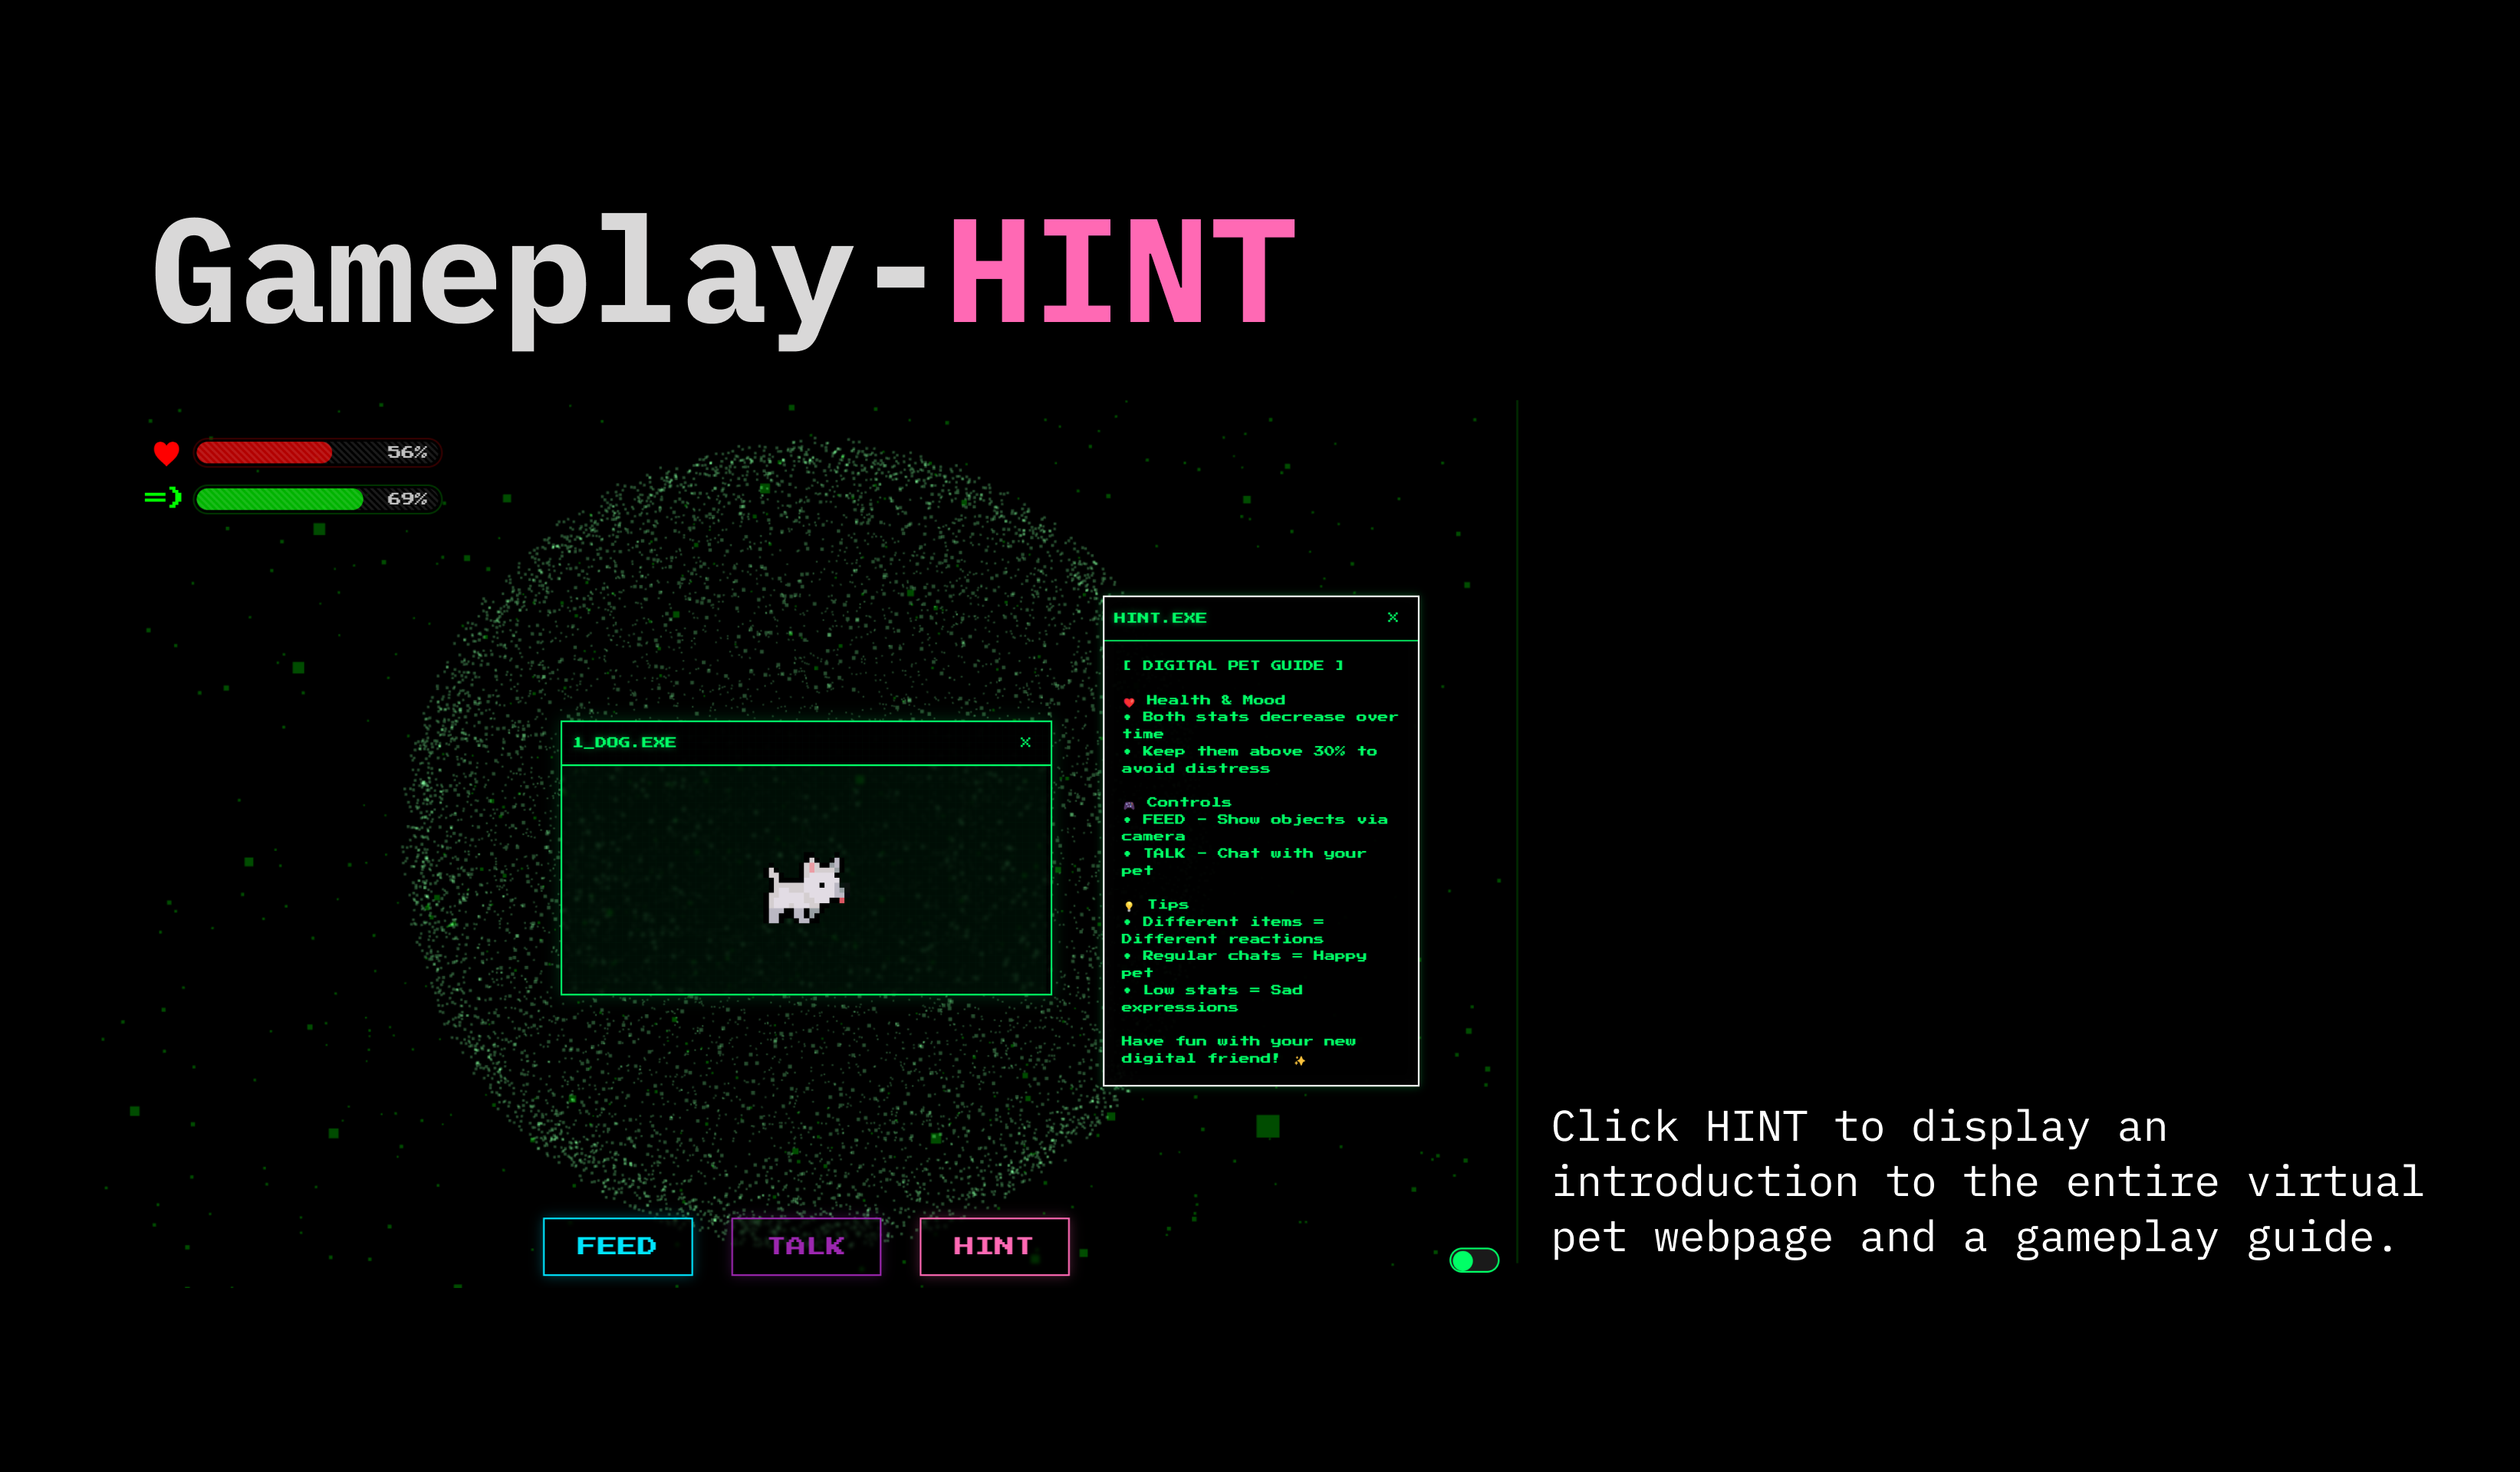 Gameplay-HINT
56%
=) 69%
HINT.EXE X
[ DIGITAL PET GUIDE ]
❤️ Health & Mood
• Both stats decrease over
time
• Keep them above 30% to
avoid distress
🎮 Controls
• FEED - Show objects via
camera
• TALK - Chat with your
pet
💡 Tips
• Different items =
Different reactions
• Regular chats = Happy
pet
• Low stats = Sad
expressions
Have fun with your new
digital friend! ✨
1_DOG.EXE X
FEED TALK HINT
Click HINT to display an
introduction to the entire virtual
pet webpage and a gameplay guide.